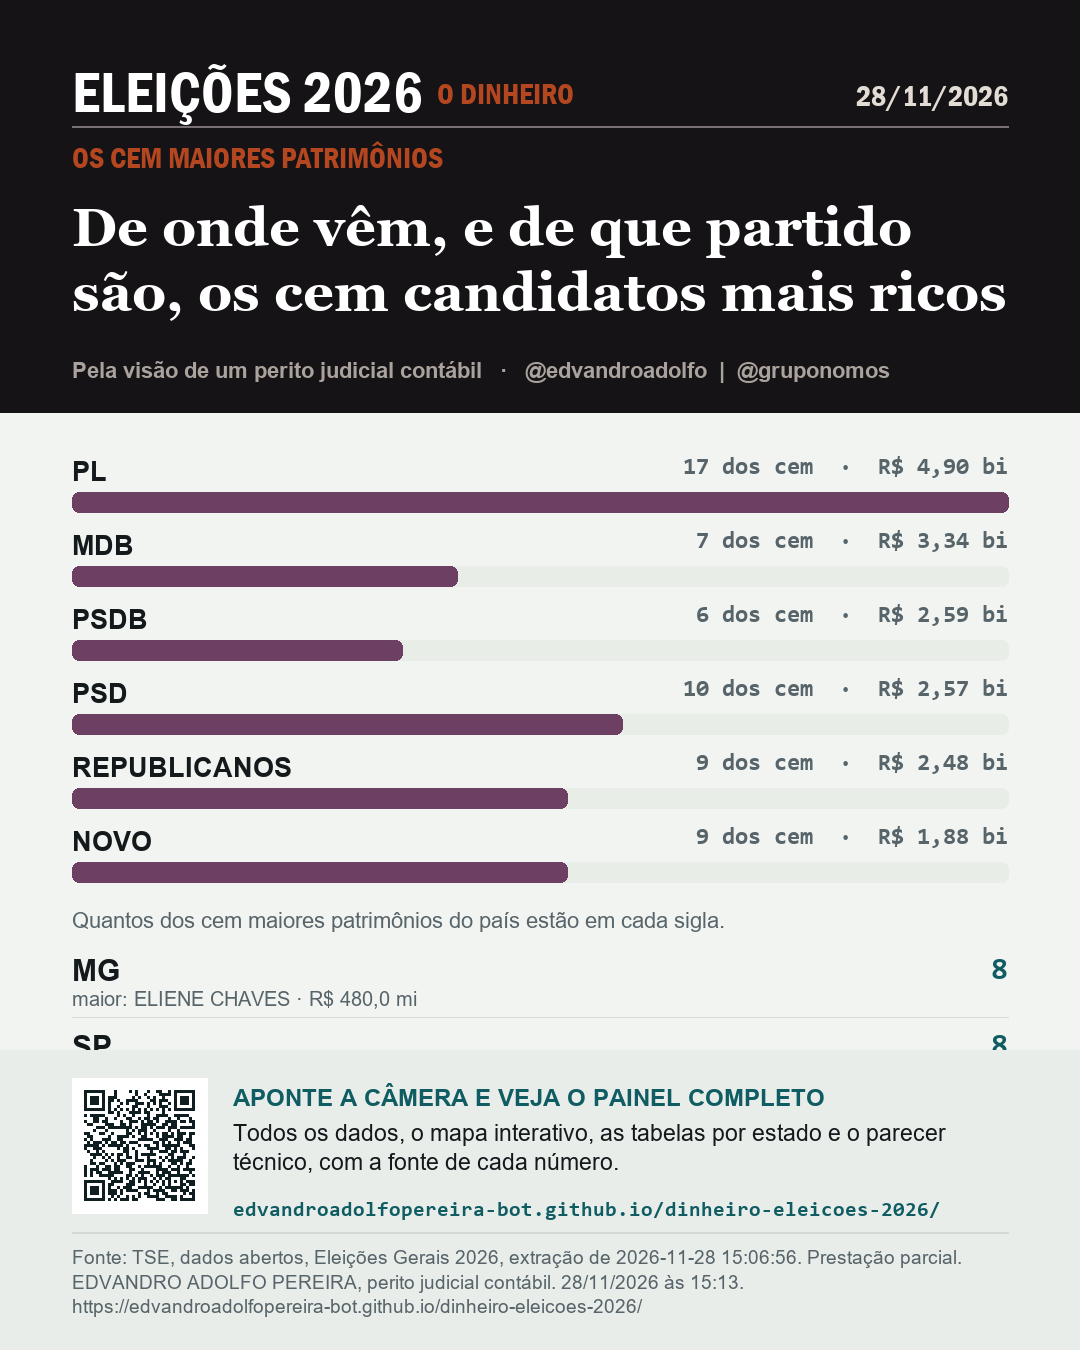 ELEIÇÕES 2026 O DINHEIRO 28/11/2026
OS CEM MAIORES PATRIMÔNIOS
De onde vêm, e de que partido
são, os cem candidatos mais ricos
Pela visão de um perito judicial contábil · @edvandroadolfo | @gruponomos
PL 17 dos cem · R$ 4,90 bi
MDB 7 dos cem · R$ 3,34 bi
PSDB 6 dos cem · R$ 2,59 bi
PSD 10 dos cem · R$ 2,57 bi
REPUBLICANOS 9 dos cem · R$ 2,48 bi
NOVO 9 dos cem · R$ 1,88 bi
Quantos dos cem maiores patrimônios do país estão em cada sigla.
MG 8
maior: ELIENE CHAVES · R$ 480,0 mi
SP 8
APONTE A CÂMERA E VEJA O PAINEL COMPLETO
Todos os dados, o mapa interativo, as tabelas por estado e o parecer
técnico, com a fonte de cada número.
edvandroadolfopereira-bot.github.io/dinheiro-eleicoes-2026/
Fonte: TSE, dados abertos, Eleições Gerais 2026, extração de 2026-11-28 15:06:56. Prestação parcial.
EDVANDRO ADOLFO PEREIRA, perito judicial contábil. 28/11/2026 às 15:13.
https://edvandroadolfopereira-bot.github.io/dinheiro-eleicoes-2026/